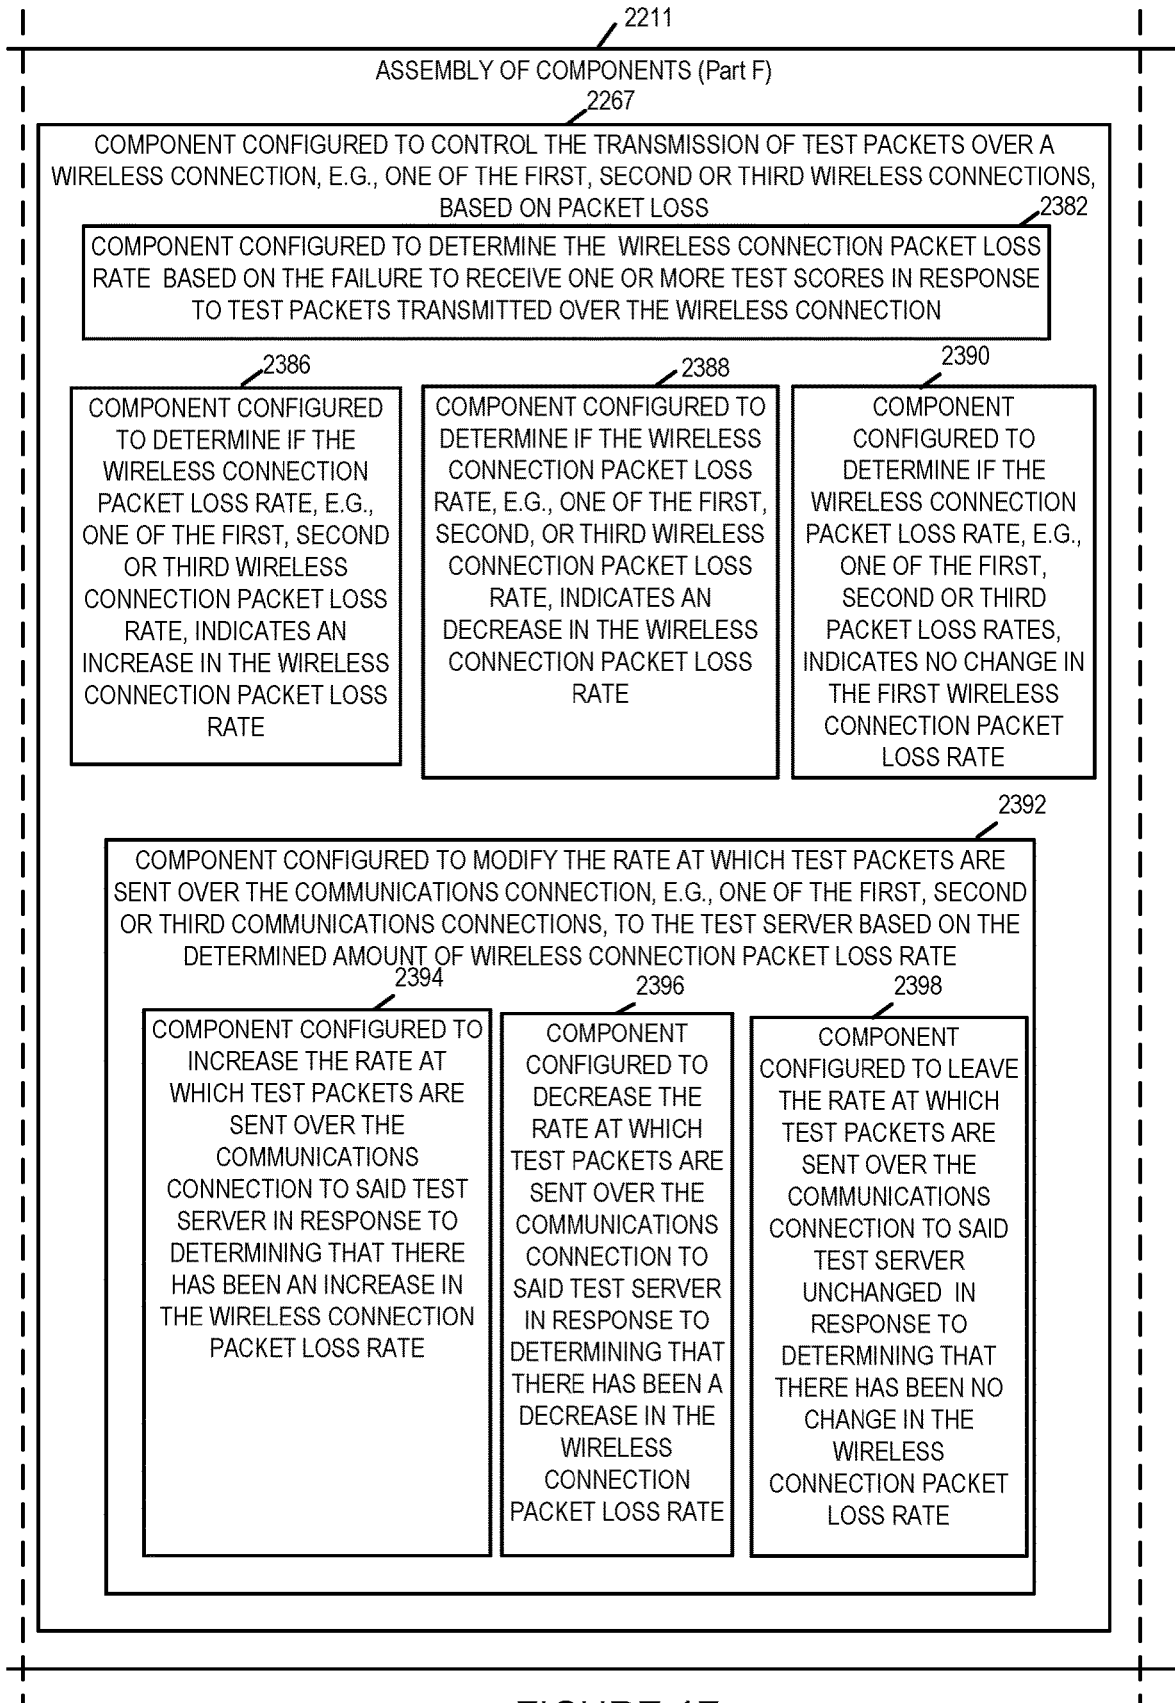 2211
ASSEMBLY OF COMPONENTS (Part F)
2267
COMPONENT CONFIGURED TO CONTROL THE TRANSMISSION OF TEST PACKETS OVER A
WIRELESS CONNECTION, E.G., ONE OF THE FIRST, SECOND OR THIRD WIRELESS CONNECTIONS,
BASED ON PACKET LOSS
2382
COMPONENT CONFIGURED TO DETERMINE THE WIRELESS CONNECTION PACKET LOSS
RATE BASED ON THE FAILURE TO RECEIVE ONE OR MORE TEST SCORES IN RESPONSE
TO TEST PACKETS TRANSMITTED OVER THE WIRELESS CONNECTION
2386
COMPONENT CONFIGURED
TO DETERMINE IF THE
WIRELESS CONNECTION
PACKET LOSS RATE, E.G.,
ONE OF THE FIRST, SECOND
OR THIRD WIRELESS
CONNECTION PACKET LOSS
RATE, INDICATES AN
INCREASE IN THE WIRELESS
CONNECTION PACKET LOSS
RATE
2388
COMPONENT CONFIGURED TO
DETERMINE IF THE WIRELESS
CONNECTION PACKET LOSS
RATE, E.G., ONE OF THE FIRST,
SECOND, OR THIRD WIRELESS
CONNECTION PACKET LOSS
RATE, INDICATES AN
DECREASE IN THE WIRELESS
CONNECTION PACKET LOSS
RATE
2390
COMPONENT
CONFIGURED TO
DETERMINE IF THE
WIRELESS CONNECTION
PACKET LOSS RATE, E.G.,
ONE OF THE FIRST,
SECOND OR THIRD
PACKET LOSS RATES,
INDICATES NO CHANGE IN
THE FIRST WIRELESS
CONNECTION PACKET
LOSS RATE
2392
COMPONENT CONFIGURED TO MODIFY THE RATE AT WHICH TEST PACKETS ARE
SENT OVER THE COMMUNICATIONS CONNECTION, E.G., ONE OF THE FIRST, SECOND
OR THIRD COMMUNICATIONS CONNECTIONS, TO THE TEST SERVER BASED ON THE
DETERMINED AMOUNT OF WIRELESS CONNECTION PACKET LOSS RATE
2394
COMPONENT CONFIGURED TO
INCREASE THE RATE AT
WHICH TEST PACKETS ARE
SENT OVER THE
COMMUNICATIONS
CONNECTION TO SAID TEST
SERVER IN RESPONSE TO
DETERMINING THAT THERE
HAS BEEN AN INCREASE IN
THE WIRELESS CONNECTION
PACKET LOSS RATE
2396
COMPONENT
CONFIGURED TO
DECREASE THE
RATE AT WHICH
TEST PACKETS ARE
SENT OVER THE
COMMUNICATIONS
CONNECTION TO
SAID TEST SERVER
IN RESPONSE TO
DETERMINING THAT
THERE HAS BEEN A
DECREASE IN THE
WIRELESS
CONNECTION
PACKET LOSS RATE
2398
COMPONENT
CONFIGURED TO LEAVE
THE RATE AT WHICH
TEST PACKETS ARE
SENT OVER THE
COMMUNICATIONS
CONNECTION TO SAID
TEST SERVER
UNCHANGED IN
RESPONSE TO
DETERMINING THAT
THERE HAS BEEN NO
CHANGE IN THE
WIRELESS
CONNECTION PACKET
LOSS RATE